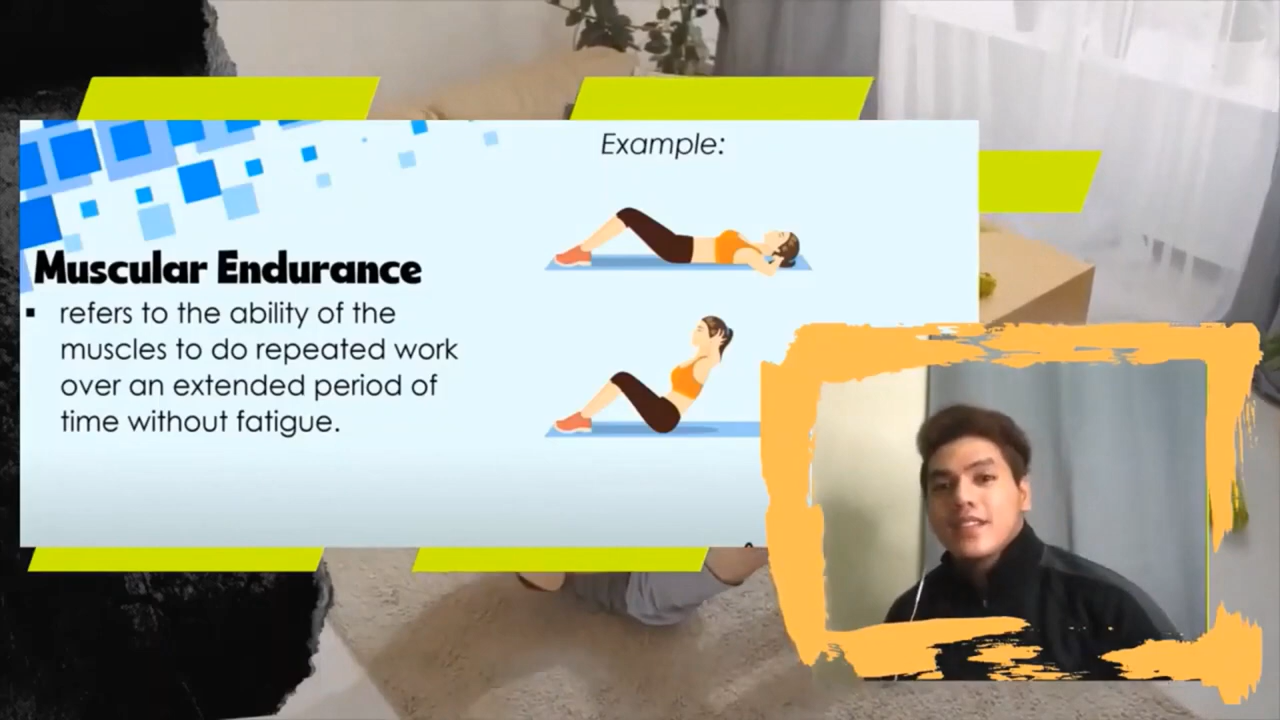 Example:
Muscular Endurance
▪ refers to the ability of the
muscles to do repeated work
over an extended period of
time without fatigue.